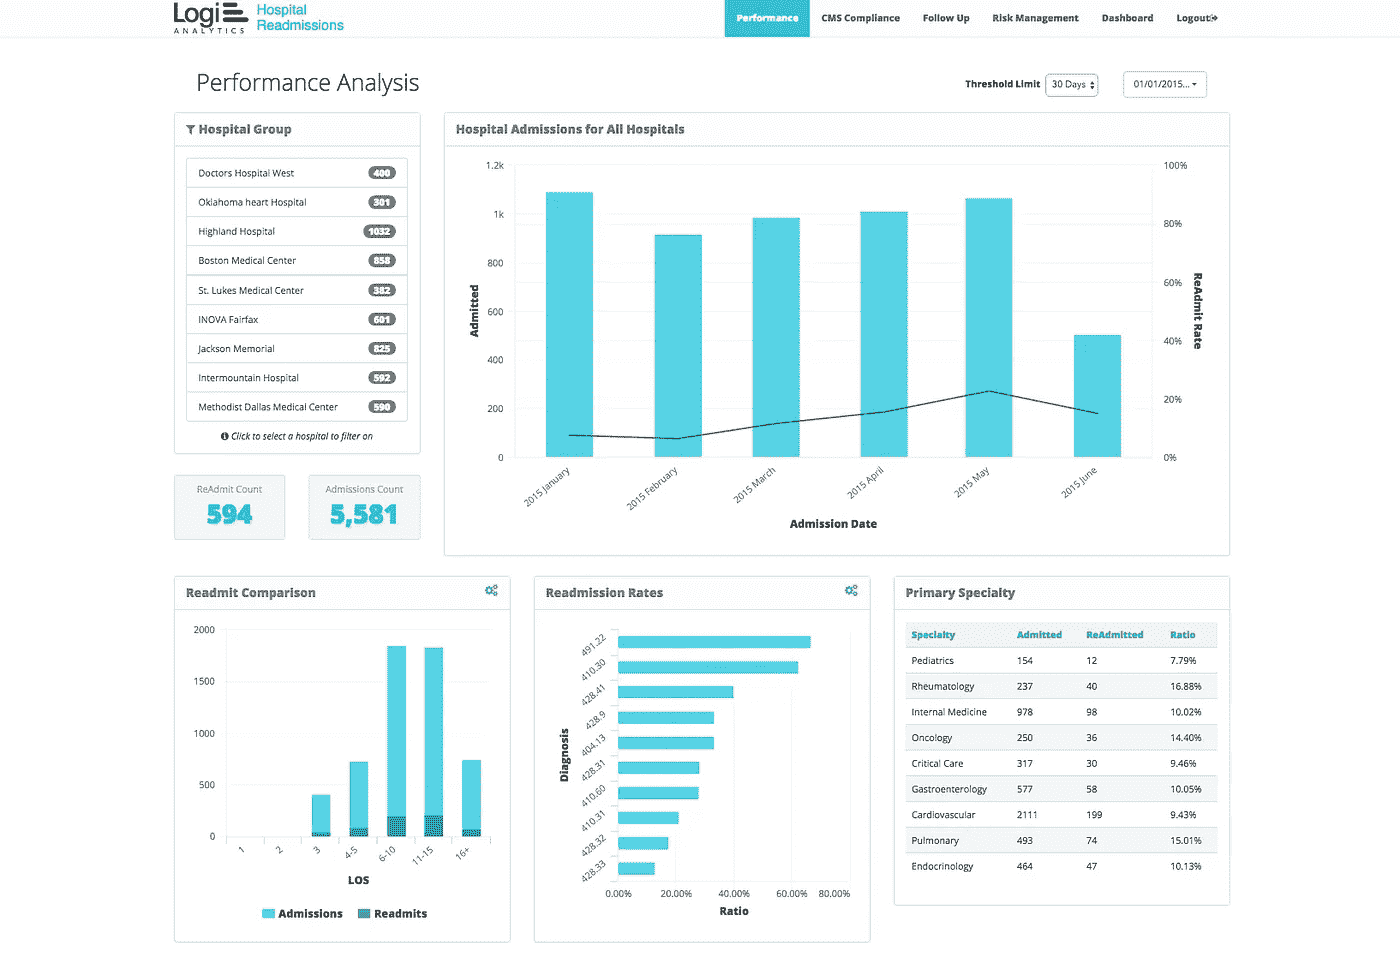 Logi
ANALYTICS
Hospital
Readmissions
Performance
CMS Compliance
Follow Up
Risk Management
Dashboard
Logout
Performance Analysis
Threshold Limit
30 Days
01/01/2015...
Hospital Group
Doctors Hospital West 400
Oklahoma heart Hospital 301
Highland Hospital 1032
Boston Medical Center 858
St. Lukes Medical Center 382
INOVA Fairfax 601
Jackson Memorial 825
Intermountain Hospital 592
Methodist Dallas Medical Center 590
Click to select a hospital to filter on
ReAdmit Count
594
Admissions Count
5,581
Hospital Admissions for All Hospitals
1.2k
1k
800
600
400
200
0
Admitted
100%
80%
60%
40%
20%
0%
ReAdmit Rate
2015 January
2015 February
2015 March
2015 April
2015 May
2015 June
Admission Date
Readmit Comparison
2000
1500
1000
500
0
1
2
3
4-5
6-10
11-15
16+
LOS
Admissions
Readmits
Readmission Rates
Diagnosis
491.22
410.30
428.41
428.9
404.13
428.31
410.60
410.31
428.32
428.33
0.00%
20.00%
40.00%
60.00%
80.00%
Ratio
Primary Specialty
Specialty Admitted ReAdmitted Ratio
Pediatrics 154 12 7.79%
Rheumatology 237 40 16.88%
Internal Medicine 978 98 10.02%
Oncology 250 36 14.40%
Critical Care 317 30 9.46%
Gastroenterology 577 58 10.05%
Cardiovascular 2111 199 9.43%
Pulmonary 493 74 15.01%
Endocrinology 464 47 10.13%